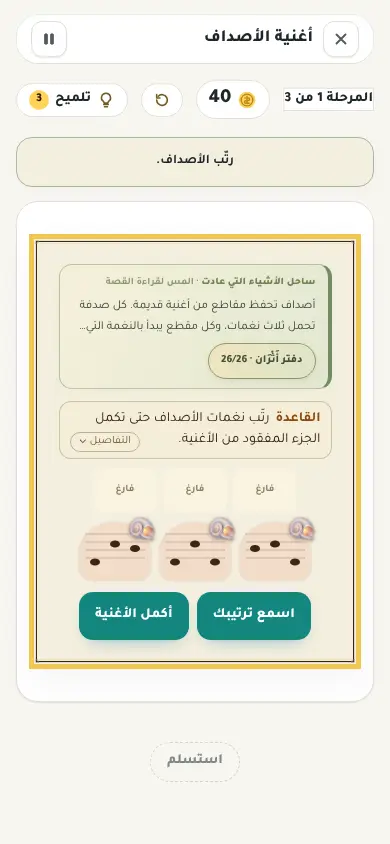 أغنية الأصداف
المرحلة 1 من 3
40
تلميح 3
رتّب الأصداف.
ساحل الأشياء التي عادت · المس لقراءة القصة
أصداف تحفظ مقاطع من أغنية قديمة. كل صدفة
تحمل ثلاث نغمات، وكل مقطع يبدأ بالنغمة التي...
دفتر أَثَرَان · 26/26
القاعدة رتّب نغمات الأصداف حتى تكمل
الجزء المفقود من الأغنية.
التفاصيل
فارغ فارغ فارغ
اسمع ترتيبك
أكمل الأغنية
استسلم